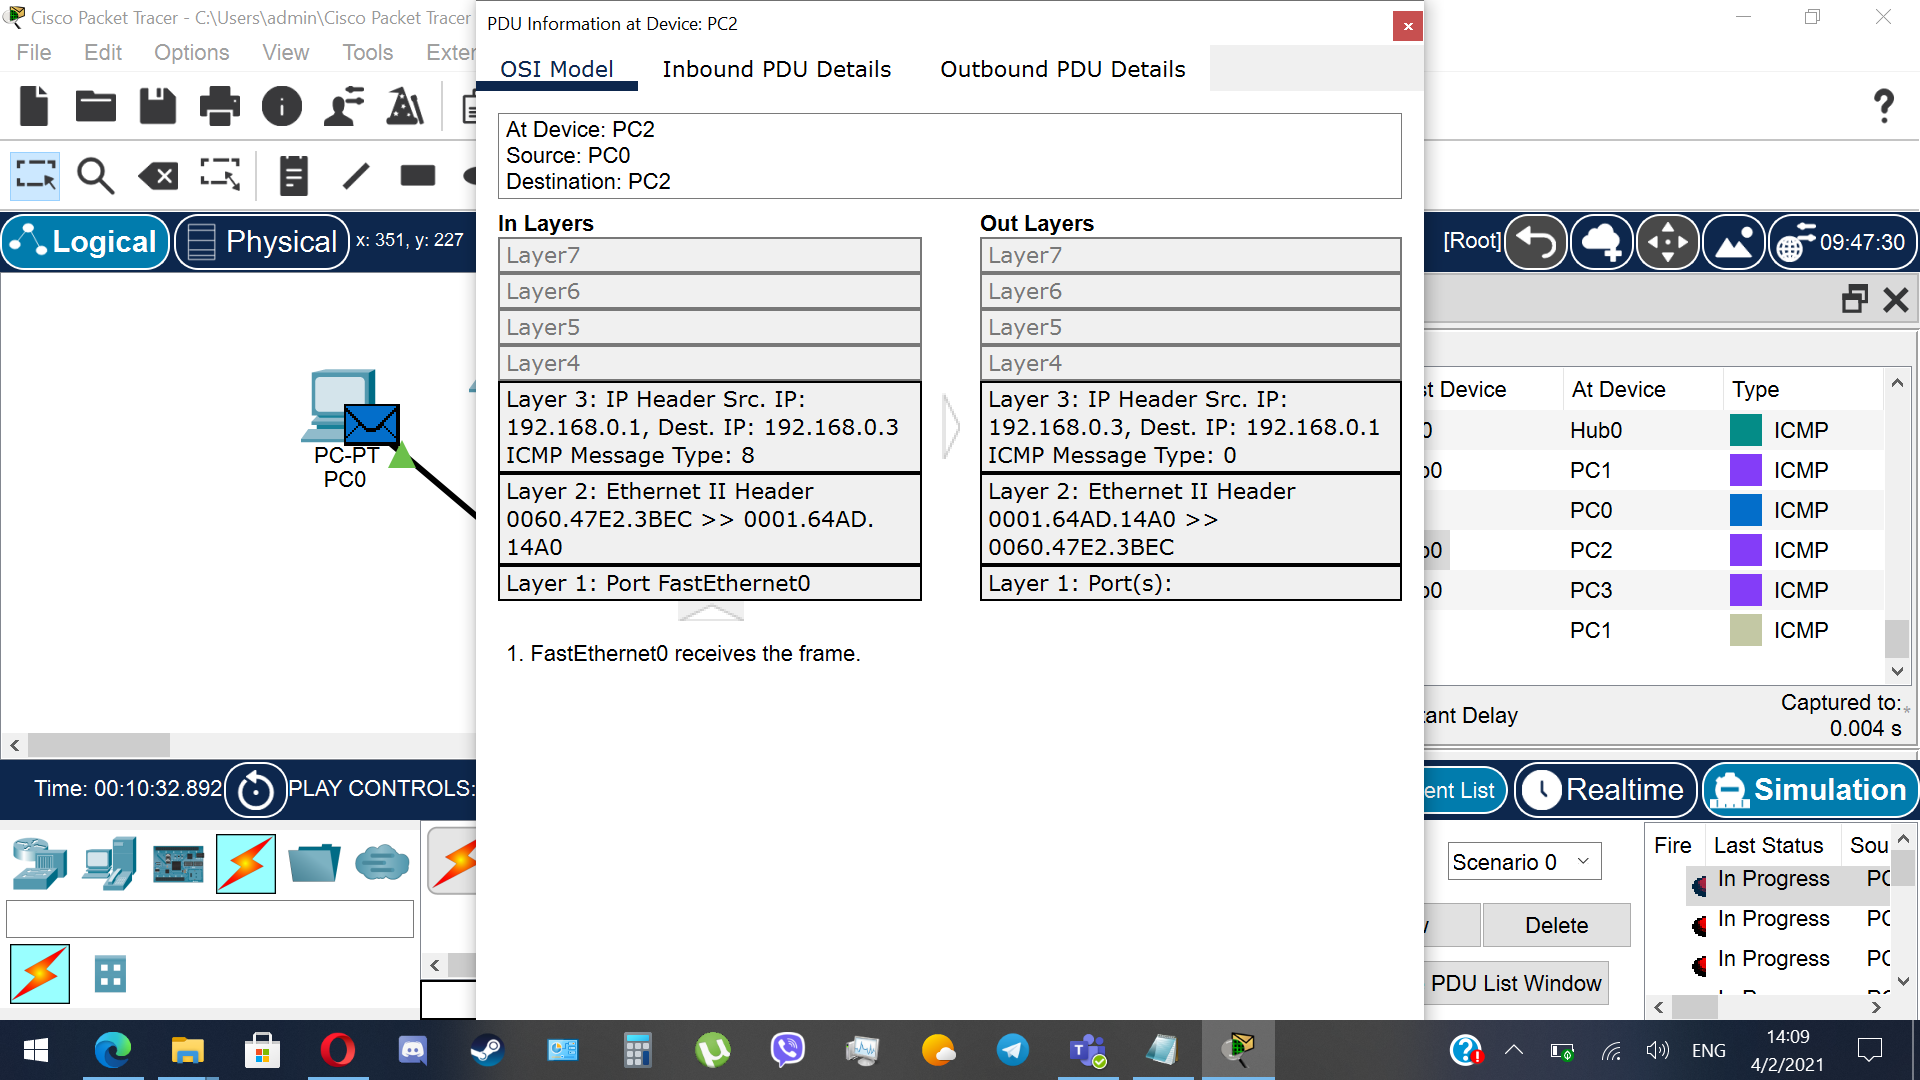 Cisco Packet Tracer - C:\Users\admin\Cisco Packet Tracer
File Edit Options View Tools Exter
PDU Information at Device: PC2
OSI Model Inbound PDU Details Outbound PDU Details
At Device: PC2
Source: PC0
Destination: PC2
In Layers
Layer7
Layer6
Layer5
Layer4
Layer 3: IP Header Src. IP:
192.168.0.1, Dest. IP: 192.168.0.3
ICMP Message Type: 8
Layer 2: Ethernet II Header
0060.47E2.3BEC >> 0001.64AD.
14A0
Layer 1: Port FastEthernet0
Out Layers
Layer7
Layer6
Layer5
Layer4
Layer 3: IP Header Src. IP:
192.168.0.3, Dest. IP: 192.168.0.1
ICMP Message Type: 0
Layer 2: Ethernet II Header
0001.64AD.14A0 >>
0060.47E2.3BEC
Layer 1: Port(s):
1. FastEthernet0 receives the frame.
Logical Physical x: 351, y: 227
[Root] 09:47:30
PC-PT
PC0
st Device At Device Type
0 Hub0 ICMP
b0 PC1 ICMP
PC0 ICMP
b0 PC2 ICMP
b0 PC3 ICMP
PC1 ICMP
tant Delay
Captured to:*
0.004 s
Time: 00:10:32.892 PLAY CONTROLS:
ent List Realtime Simulation
Scenario 0
Delete
PDU List Window
Fire Last Status Sou
In Progress PC
In Progress PC
In Progress PC
ENG
14:09
4/2/2021